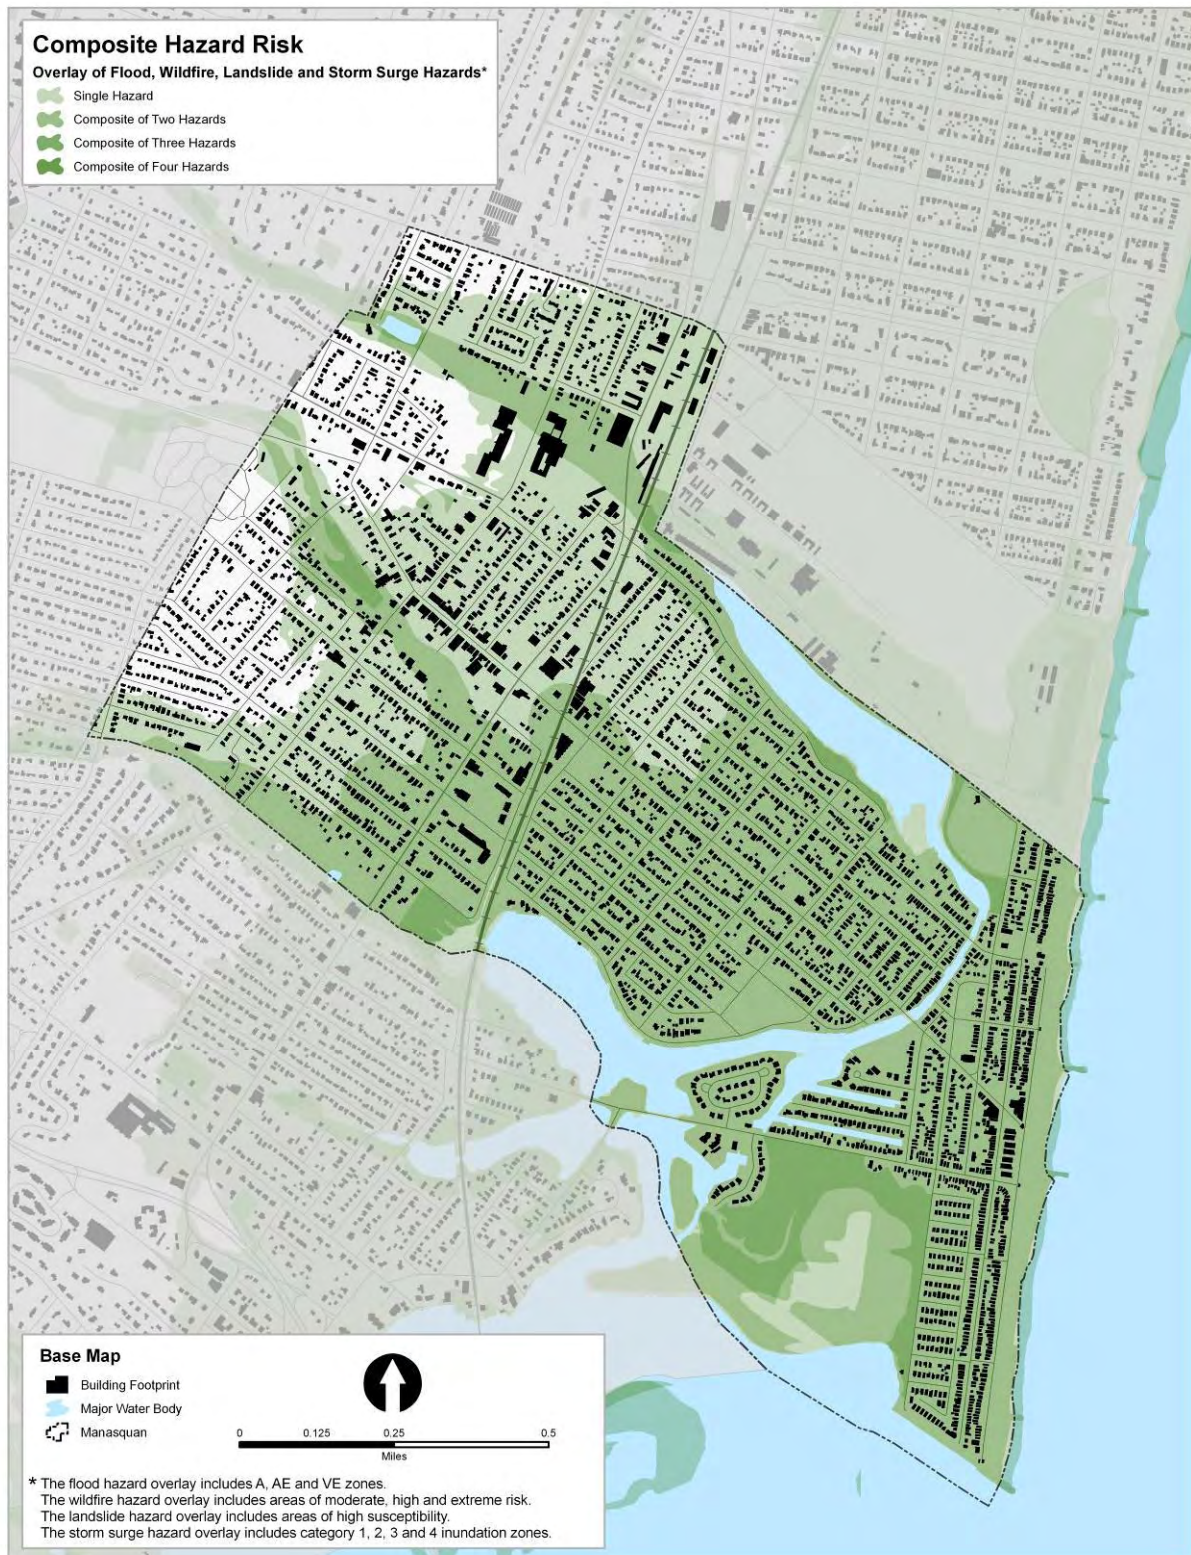 Composite Hazard Risk
Overlay of Flood, Wildfire, Landslide and Storm Surge Hazards*
Single Hazard
Composite of Two Hazards
Composite of Three Hazards
Composite of Four Hazards
Base Map
Building Footprint
Major Water Body
Manasquan
0 0.125 0.25 0.5
Miles
* The flood hazard overlay includes A, AE and VE zones.
The wildfire hazard overlay includes areas of moderate, high and extreme risk.
The landslide hazard overlay includes areas of high susceptibility.
The storm surge hazard overlay includes category 1, 2, 3 and 4 inundation zones.